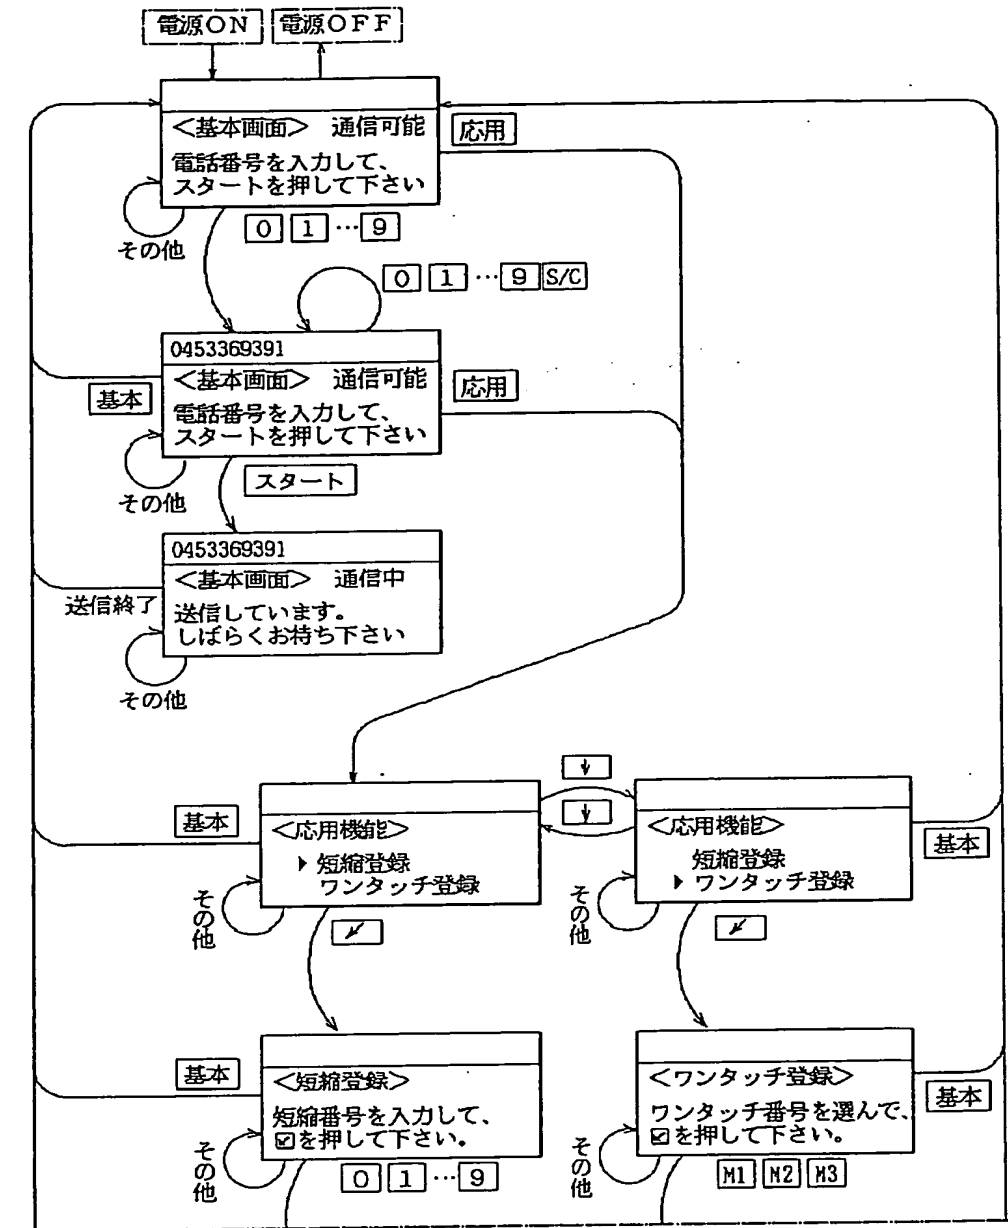 電源ON 電源OFF
<基本画面> 通信可能
応用
電話番号を入力して、
スタートを押して下さい
その他
0 1 … 9
0 1 … 9 S/C
0453369391
<基本画面> 通信可能
基本
応用
電話番号を入力して、
スタートを押して下さい
その他
スタート
0453369391
<基本画面> 通信中
送信終了
送信しています。
しばらくお待ち下さい
その他
↓
基本
<応用機能>
▶短縮登録
ワンタッチ登録
その他
↙
↓
<応用機能>
基本
短縮登録
▶ワンタッチ登録
その他
↙
基本
<短縮登録>
短縮番号を入力して、
☑を押して下さい。
その他
0 1 … 9
<ワンタッチ登録>
基本
ワンタッチ番号を選んで、
☑を押して下さい。
その他
M1 M2 M3